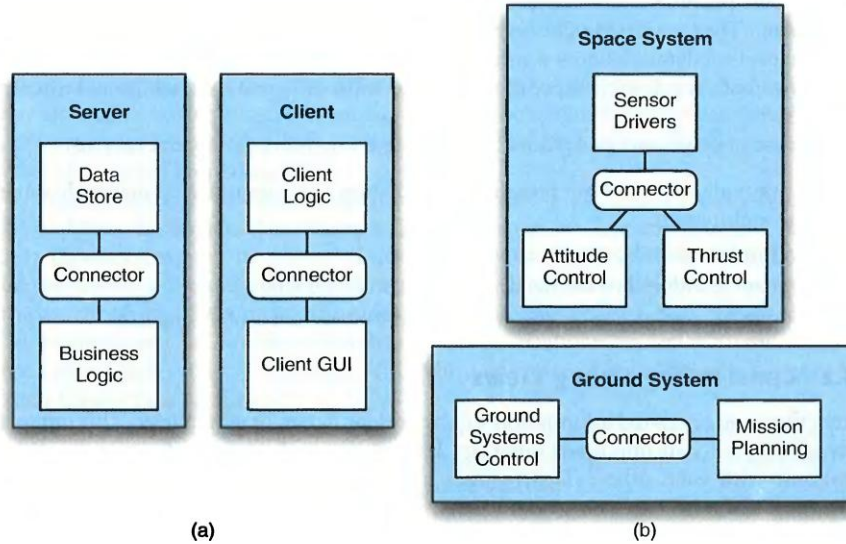 Server
Data
Store
Connector
Business
Logic
Client
Client
Logic
Connector
Client GUI
(a)
Space System
Sensor
Drivers
Connector
Attitude
Control
Thrust
Control
Ground System
Ground
Systems
Control
Connector
Mission
Planning
(b)